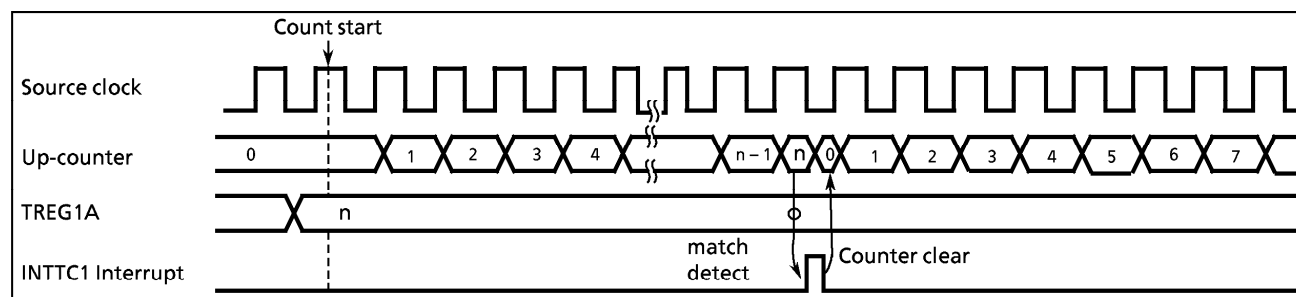 Count start
Source clock
Up-counter 0 1 2 3 4 n – 1 n 0 1 2 3 4 5 6 7
TREG1A n
match
detect
Counter clear
INTTC1 Interrupt